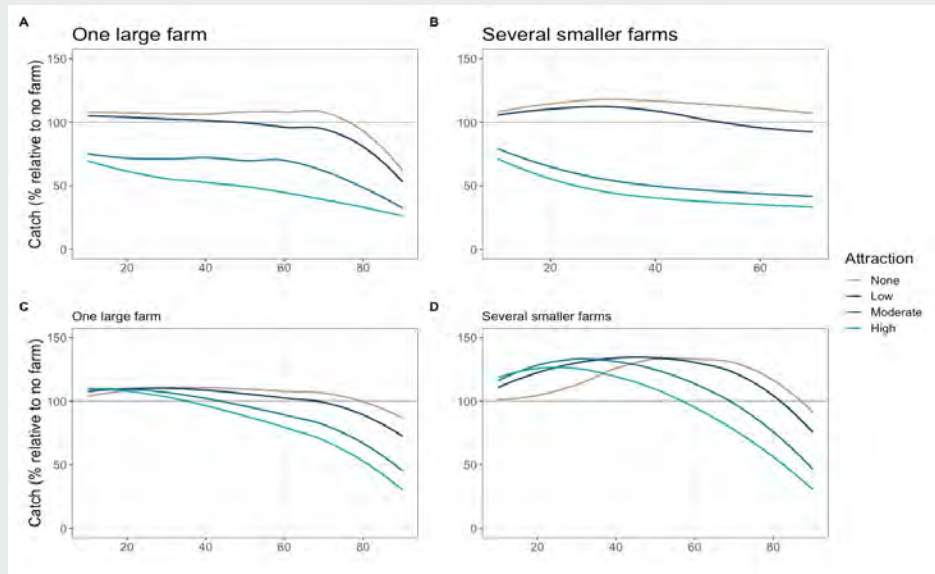 A
One large farm
B
Several smaller farms
Catch (% relative to no farm)
150
100
50
0
20
40
60
80
150
100
50
0
20
40
60
Attraction
None
Low
Moderate
High
C
One large farm
D
Several smaller farms
Catch (% relative to no farm)
150
100
50
0
20
40
60
80
150
100
50
0
20
40
60
80